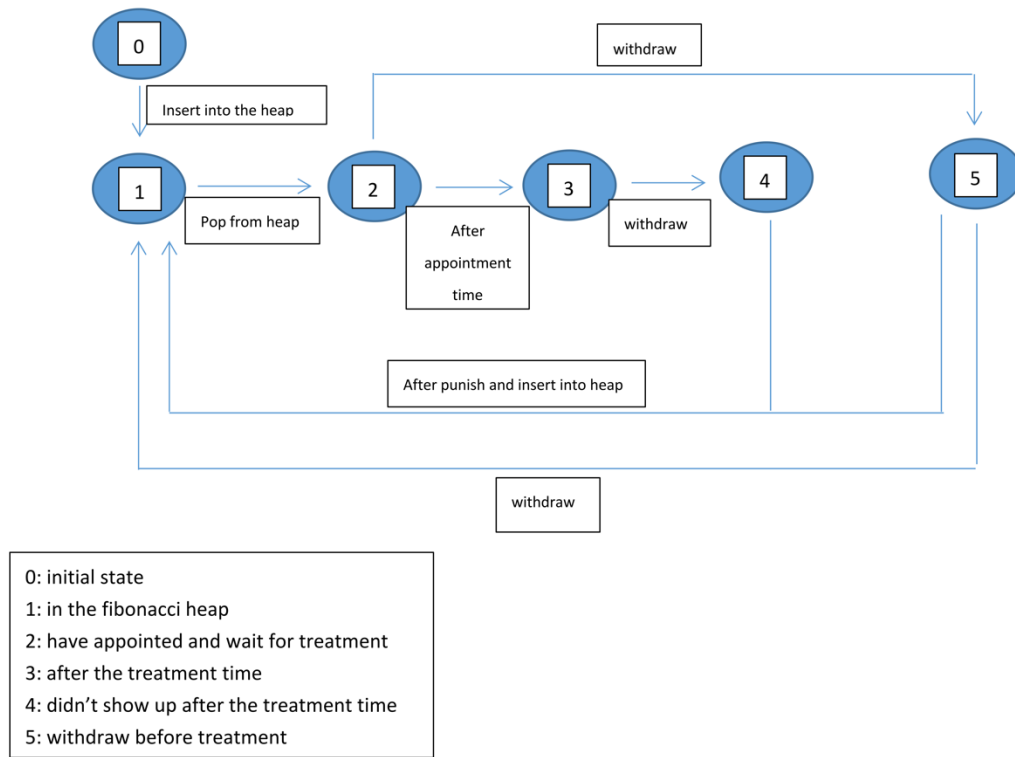 0
withdraw
Insert into the heap
1
2
3
4
5
Pop from heap
After
appointment
time
withdraw
After punish and insert into heap
withdraw
0: initial state
1: in the fibonacci heap
2: have appointed and wait for treatment
3: after the treatment time
4: didn’t show up after the treatment time
5: withdraw before treatment